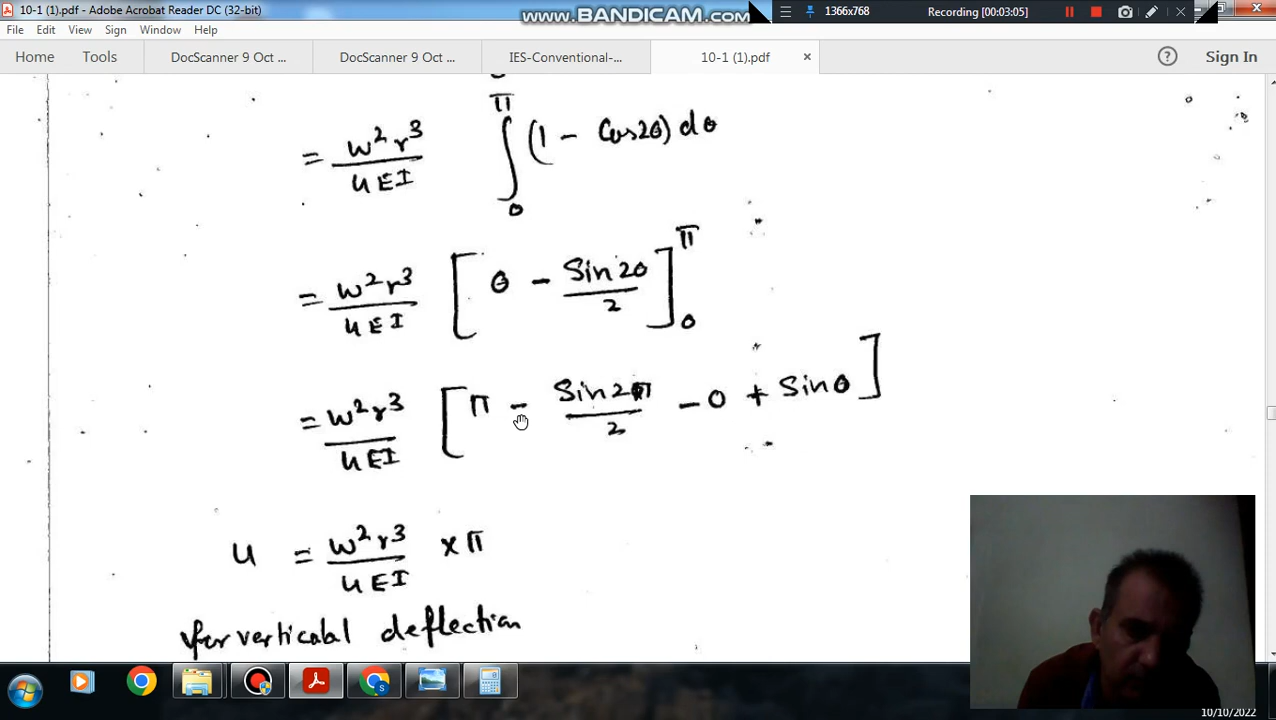 10-1 (1).pdf - Adobe Acrobat Reader DC (32-bit)
www.BANDICAM.com
1366x768
Recording [00:03:05]
File Edit View Sign Window Help
Home Tools DocScanner 9 Oct ... DocScanner 9 Oct ... IES-Conventional-... 10-1 (1).pdf × Sign In
= w²r³/4EI ∫₀^π (1 - Cos2θ) dθ
= w²r³/4EI [θ - Sin2θ/2]₀^π
= w²r³/4EI [π - Sin2π/2 - 0 + Sin0]
U = w²r³/4EI × π
for verticabal deflection
10/10/2022